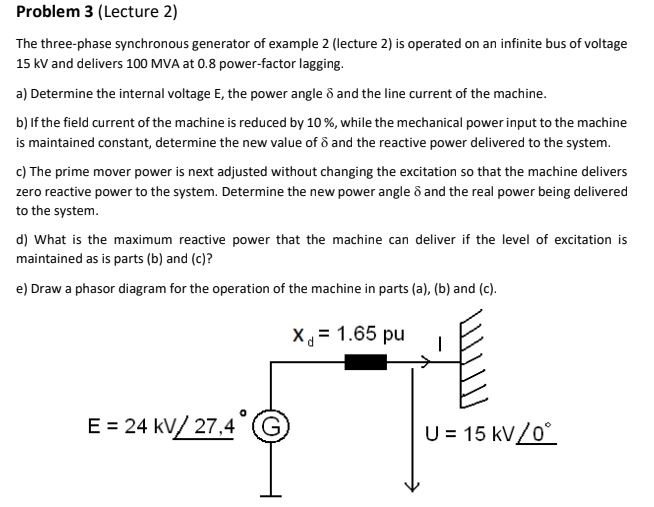 Problem 3 (Lecture 2)
The three-phase synchronous generator of example 2 (lecture 2) is operated on an infinite bus of voltage
15 kV and delivers 100 MVA at 0.8 power-factor lagging.
a) Determine the internal voltage E, the power angle δ and the line current of the machine.
b) If the field current of the machine is reduced by 10 %, while the mechanical power input to the machine
is maintained constant, determine the new value of δ and the reactive power delivered to the system.
c) The prime mover power is next adjusted without changing the excitation so that the machine delivers
zero reactive power to the system. Determine the new power angle δ and the real power being delivered
to the system.
d) What is the maximum reactive power that the machine can deliver if the level of excitation is
maintained as is parts (b) and (c)?
e) Draw a phasor diagram for the operation of the machine in parts (a), (b) and (c).
Xd = 1.65 pu
I
E = 24 kV/ 27,4°
G
U = 15 kV/0°